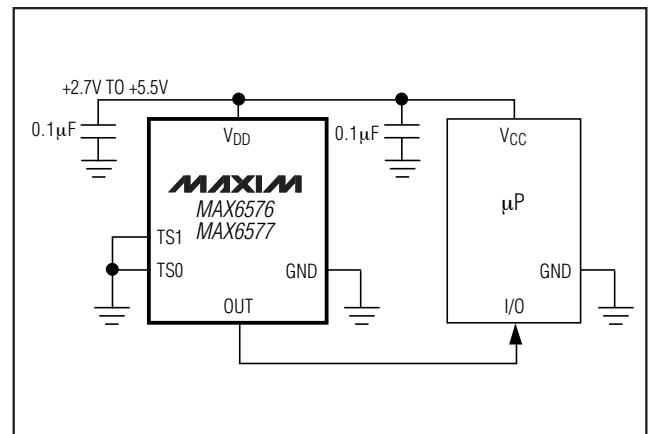 +2.7V TO +5.5V
0.1μF
VDD
0.1μF
VCC
MAXIM
MAX6576
MAX6577
μP
TS1
TS0
GND
GND
OUT
I/O